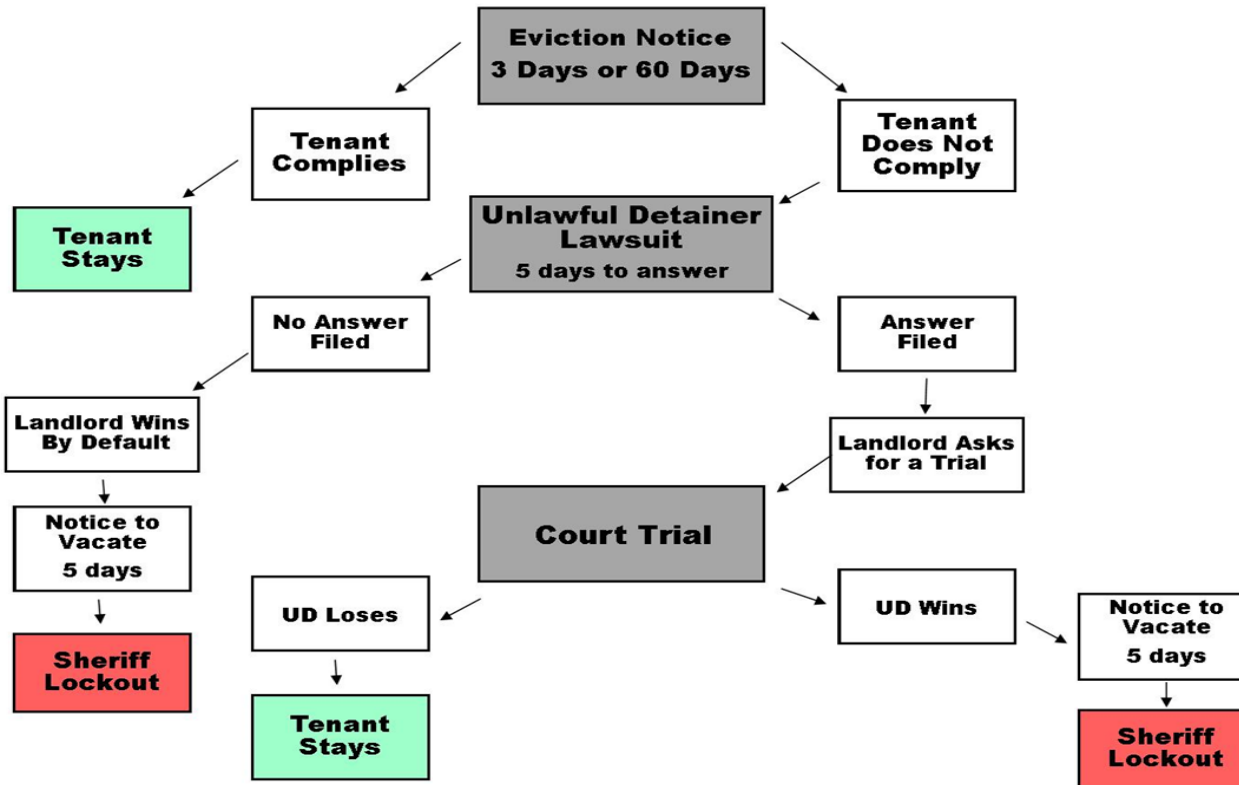 Eviction Notice
3 Days or 60 Days
Tenant
Complies
Tenant
Does Not
Comply
Tenant
Stays
Unlawful Detainer
Lawsuit
5 days to answer
No Answer
Filed
Answer
Filed
Landlord Wins
By Default
Landlord Asks
for a Trial
Notice to
Vacate
5 days
Court Trial
UD Loses
UD Wins
Notice to
Vacate
5 days
Sheriff
Lockout
Tenant
Stays
Sheriff
Lockout